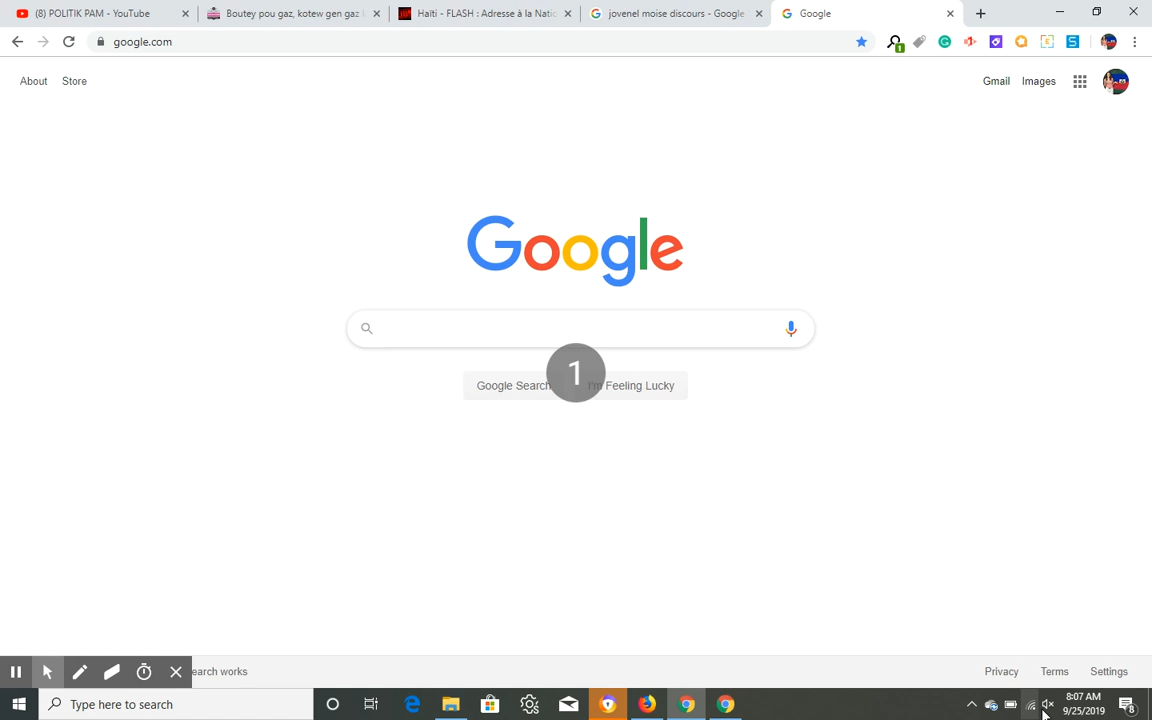 (8) POLITIK PAM - YouTube
Boutey pou gaz, kotew gen gaz
Haïti - FLASH : Adresse à la Natio
jovenel moise discours - Google
Google
google.com
1
About
Store
Gmail
Images
Google
1
Google Search
I'm Feeling Lucky
earch works
Privacy
Terms
Settings
Type here to search
8:07 AM
9/25/2019
8